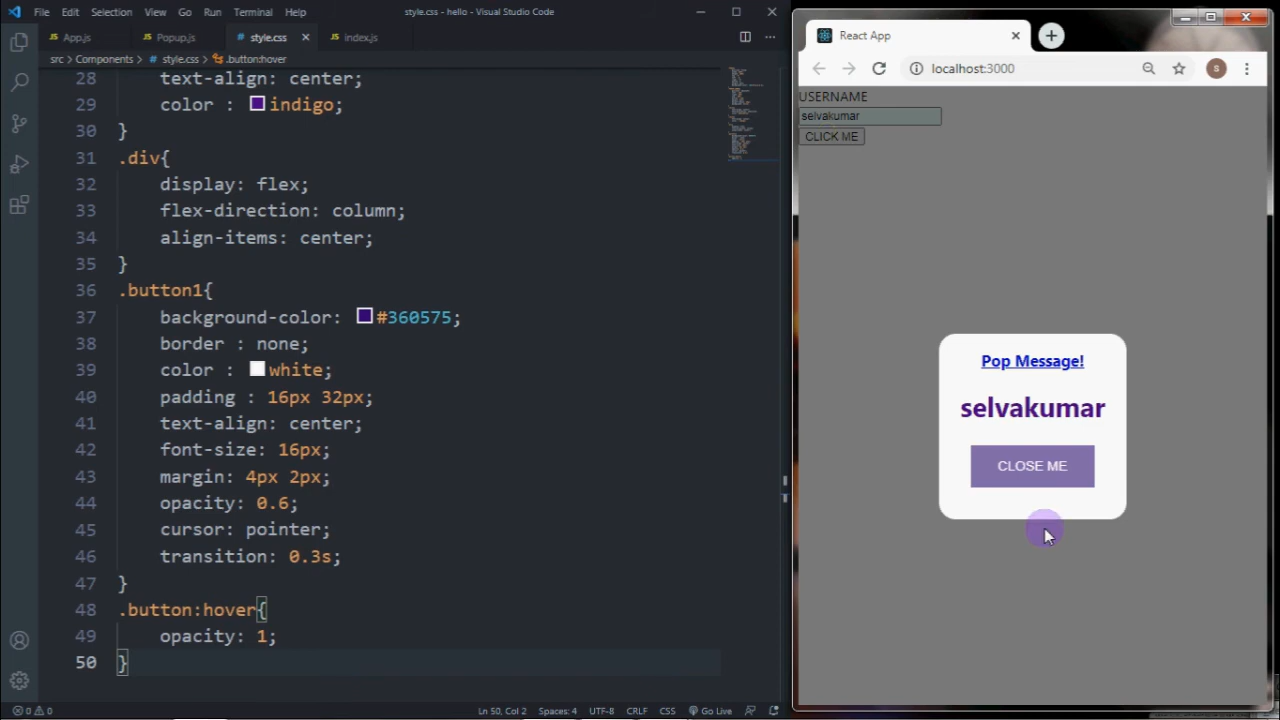 File Edit Selection View Go Run Terminal Help style.css - hello - Visual Studio Code
App.js Popup.js style.css index.js
src > Components > style.css > .button:hover
28 text-align: center;
29 color : indigo;
30 }
31 .div{
32 display: flex;
33 flex-direction: column;
34 align-items: center;
35 }
36 .button1{
37 background-color: #360575;
38 border : none;
39 color : white;
40 padding : 16px 32px;
41 text-align: center;
42 font-size: 16px;
43 margin: 4px 2px;
44 opacity: 0.6;
45 cursor: pointer;
46 transition: 0.3s;
47 }
48 .button:hover{
49 opacity: 1;
50 }
0 0 Ln 50, Col 2 Spaces: 4 UTF-8 CRLF CSS Go Live
React App
localhost:3000 s
USERNAME
selvakumar
CLICK ME
Pop Message!
selvakumar
CLOSE ME